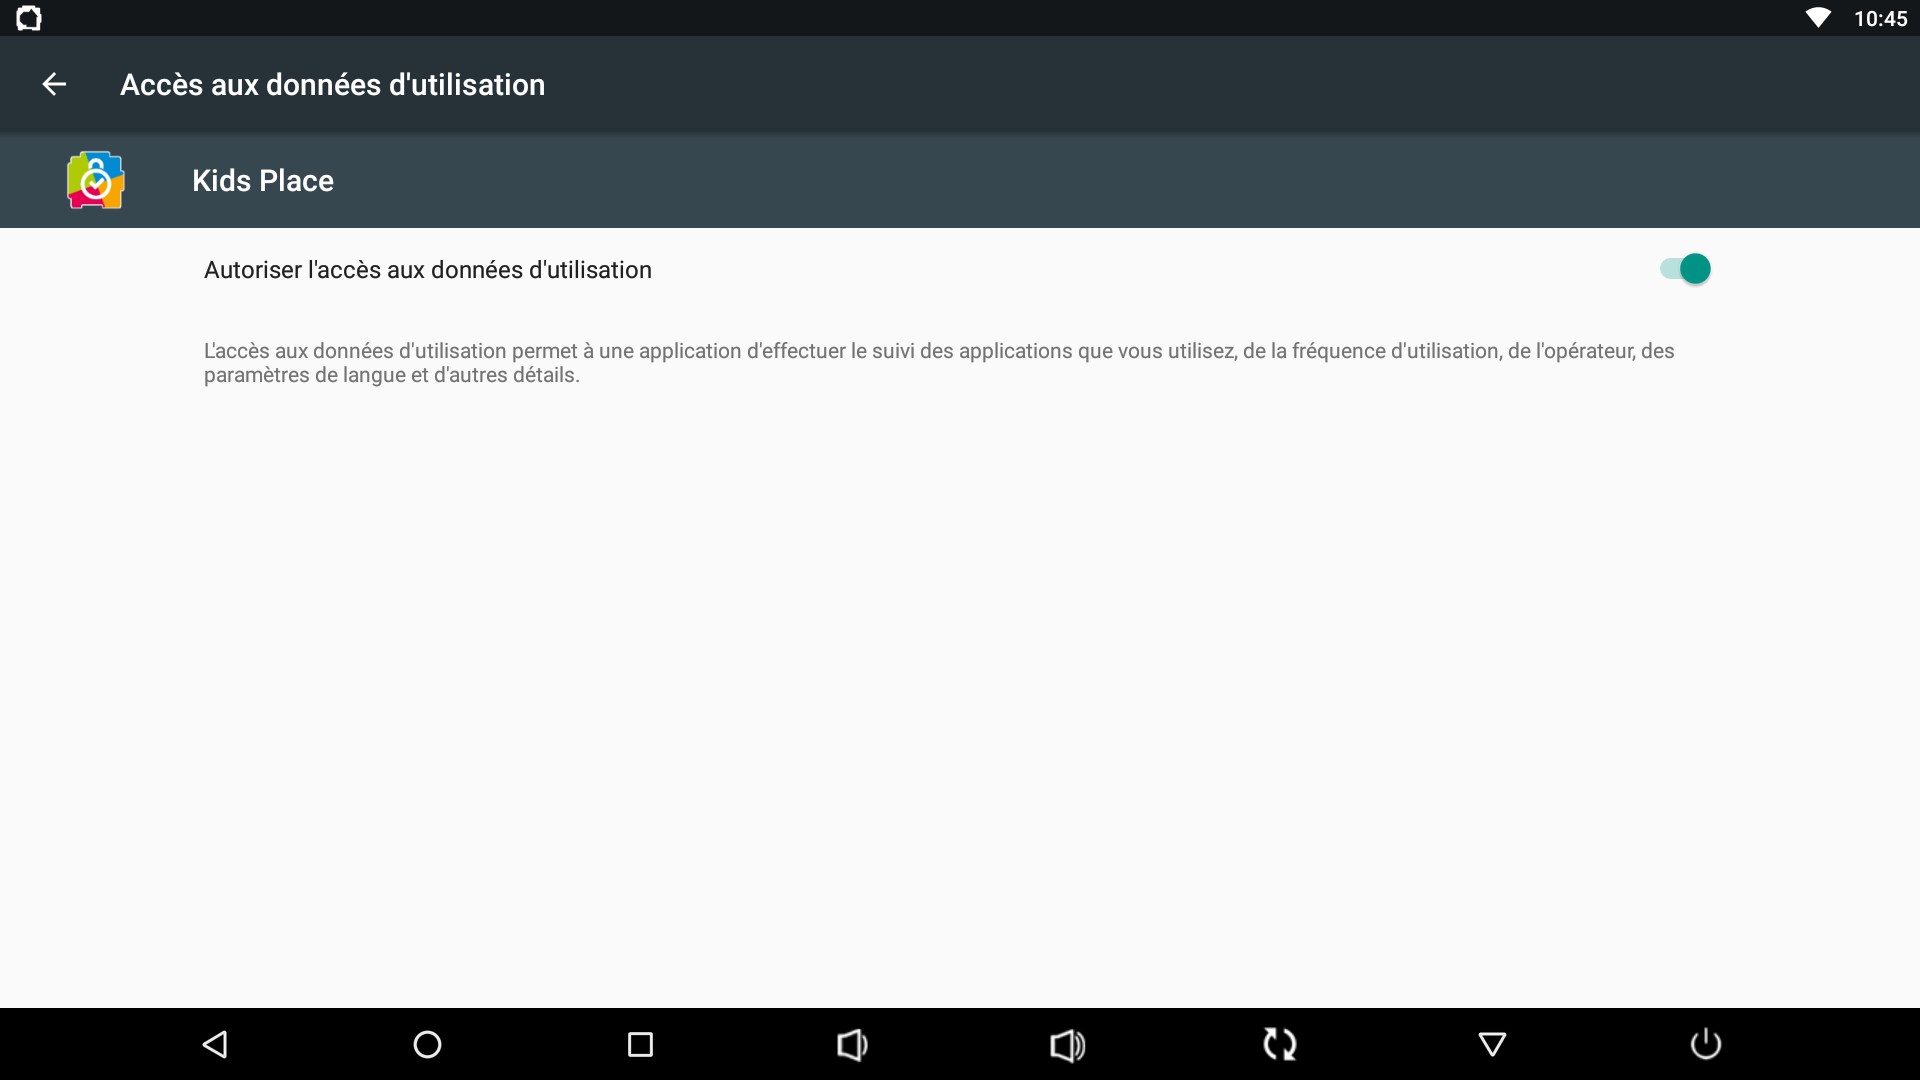 10:45
Accès aux données d'utilisation
Kids Place
Autoriser l'accès aux données d'utilisation
L'accès aux données d'utilisation permet à une application d'effectuer le suivi des applications que vous utilisez, de la fréquence d'utilisation, de l'opérateur, des
paramètres de langue et d'autres détails.